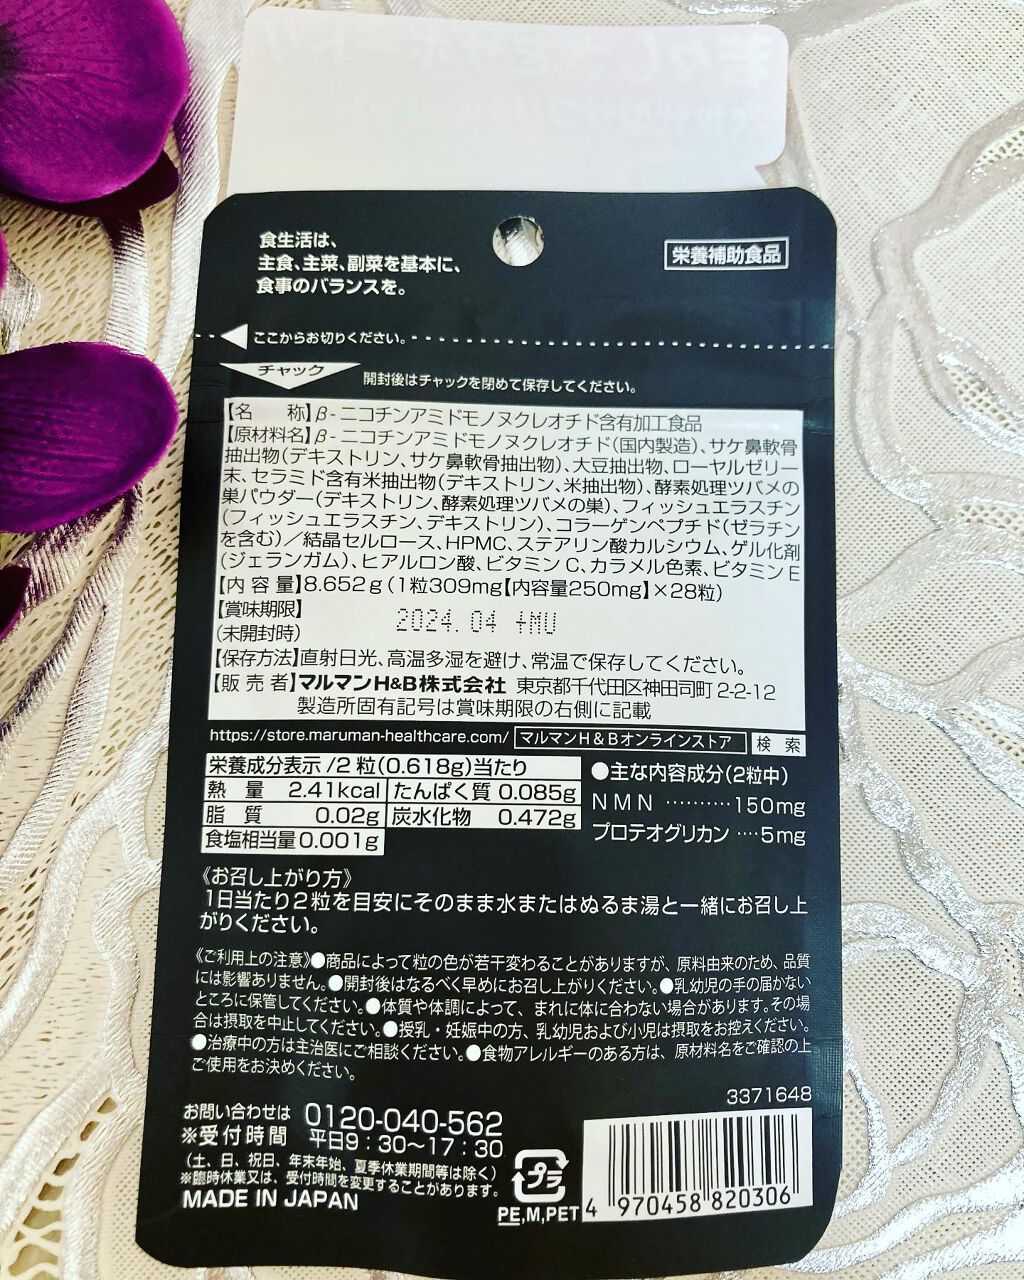 食生活は、
主食、主菜、副菜を基本に、
食事のバランスを。
栄養補助食品
ここからお切りください。
チャック
開封後はチャックを閉めて保存してください。
【名　称】β-ニコチンアミドモノヌクレオチド含有加工食品
【原材料名】β-ニコチンアミドモノヌクレオチド(国内製造)、サケ鼻軟骨
抽出物(デキストリン、サケ鼻軟骨抽出物)、大豆抽出物、ローヤルゼリー
末、セラミド含有米抽出物(デキストリン、米抽出物)、酵素処理ツバメの
巣パウダー(デキストリン、酵素処理ツバメの巣)、フィッシュエラスチン
(フィッシュエラスチン、デキストリン)、コラーゲンペプチド(ゼラチン
を含む)／結晶セルロース、HPMC、ステアリン酸カルシウム、ゲル化剤
(ジェランガム)、ヒアルロン酸、ビタミンC、カラメル色素、ビタミンE
【内容量】8.652g(1粒309mg【内容量250mg】×28粒)
【賞味期限】
(未開封時)
2024.04 +MU
【保存方法】直射日光、高温多湿を避け、常温で保存してください。
【販売者】マルマンH&B株式会社 東京都千代田区神田司町2-2-12
製造所固有記号は賞味期限の右側に記載
https://store.maruman-healthcare.com/ マルマンH&Bオンラインストア 検索
栄養成分表示/2粒(0.618g)当たり
熱量 2.41kcal たんぱく質 0.085g
脂質 0.02g 炭水化物 0.472g
食塩相当量 0.001g
●主な内容成分(2粒中)
NMN ‥‥‥‥‥150mg
プロテオグリカン ‥‥5mg
《お召し上がり方》
1日当たり2粒を目安にそのまま水またはぬるま湯と一緒にお召し上
がりください。
《ご利用上の注意》●商品によって粒の色が若干変わることがありますが、原料由来のため、品質
には影響ありません。●開封後はなるべく早めにお召し上がりください。●乳幼児の手の届かない
ところに保管してください。●体質や体調によって、まれに体に合わない場合があります。その場
合は摂取を中止してください。●授乳・妊娠中の方、乳幼児および小児は摂取をお控えください。
●治療中の方は主治医にご相談ください。●食物アレルギーのある方は、原材料名をご確認の上
ご使用をお決めください。
3371648
お問い合わせは 0120-040-562
※受付時間 平日9:30〜17:30
(土、日、祝日、年末年始、夏季休業期間等は除く)
※臨時休業又は、受付時間を変更することがあります。
MADE IN JAPAN
プラ
PE,M,PET
4 970458 820306